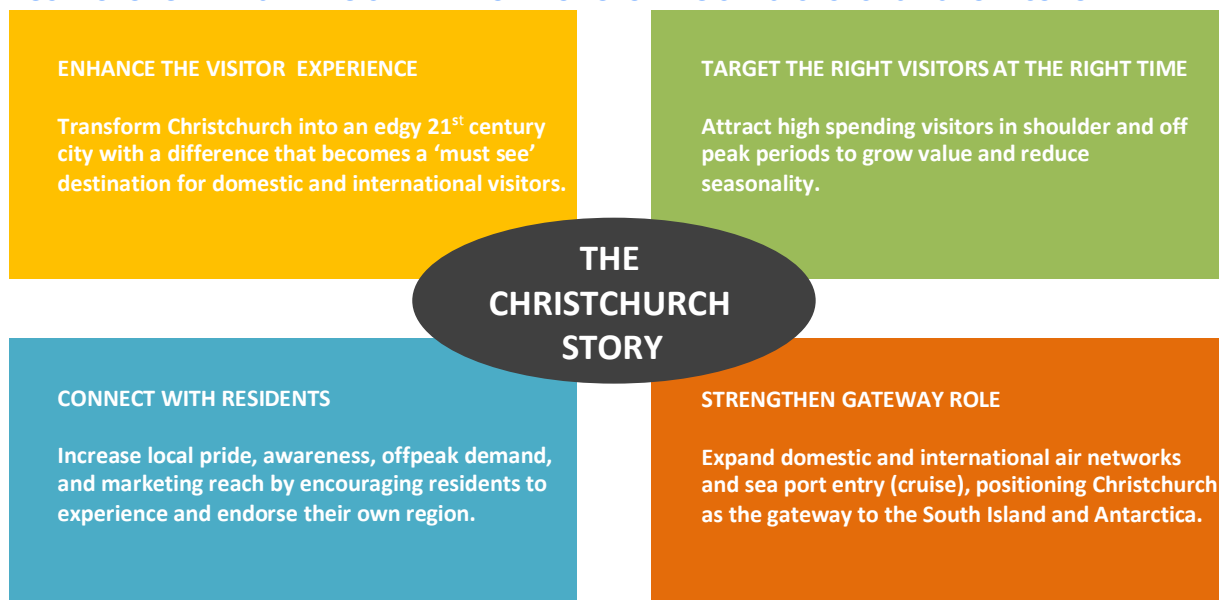 ENHANCE THE VISITOR EXPERIENCE
Transform Christchurch into an edgy 21st century
city with a difference that becomes a ‘must see’
destination for domestic and international visitors.
TARGET THE RIGHT VISITORS AT THE RIGHT TIME
Attract high spending visitors in shoulder and off
peak periods to grow value and reduce
seasonality.
THE
CHRISTCHURCH
STORY
CONNECT WITH RESIDENTS
Increase local pride, awareness, offpeak demand,
and marketing reach by encouraging residents to
experience and endorse their own region.
STRENGTHEN GATEWAY ROLE
Expand domestic and international air networks
and sea port entry (cruise), positioning Christchurch
as the gateway to the South Island and Antarctica.